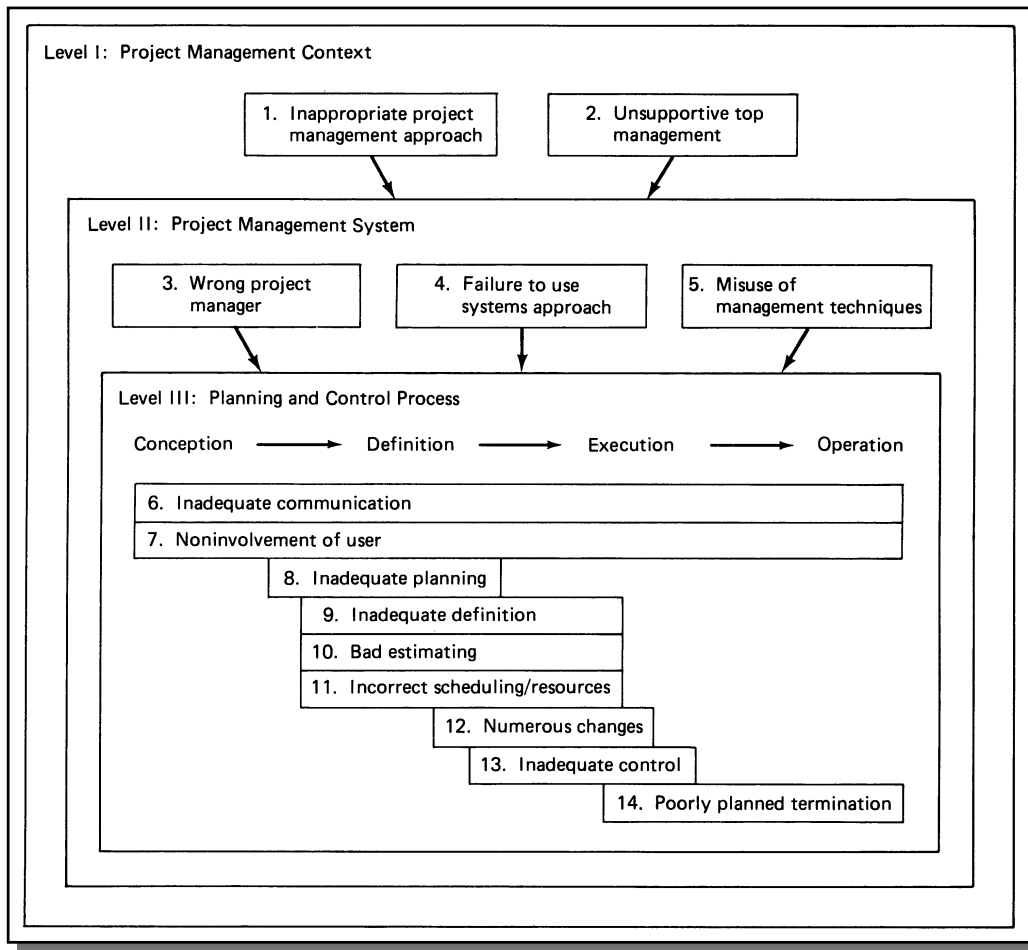 Level I: Project Management Context
1. Inappropriate project
management approach
2. Unsupportive top
management
Level II: Project Management System
3. Wrong project
manager
4. Failure to use
systems approach
5. Misuse of
management techniques
Level III: Planning and Control Process
Conception
Definition
Execution
Operation
6. Inadequate communication
7. Noninvolvement of user
8. Inadequate planning
9. Inadequate definition
10. Bad estimating
11. Incorrect scheduling/resources
12. Numerous changes
13. Inadequate control
14. Poorly planned termination